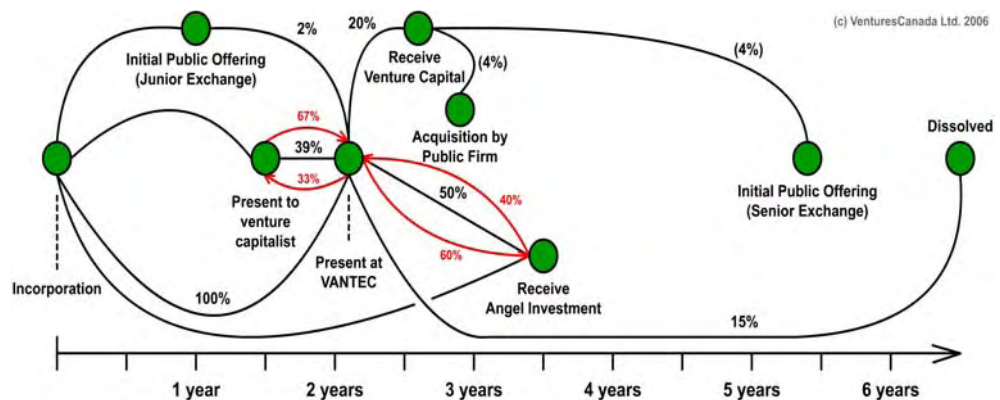 2%
20%
(c) VenturesCanada Ltd. 2006
Initial Public Offering
(Junior Exchange)
Receive
Venture Capital
(4%)
(4%)
67%
39%
33%
Acquisition by
Public Firm
Dissolved
Present to
venture
capitalist
50%
40%
60%
Initial Public Offering
(Senior Exchange)
Incorporation
100%
Present at
VANTEC
Receive
Angel Investment
15%
1 year
2 years
3 years
4 years
5 years
6 years